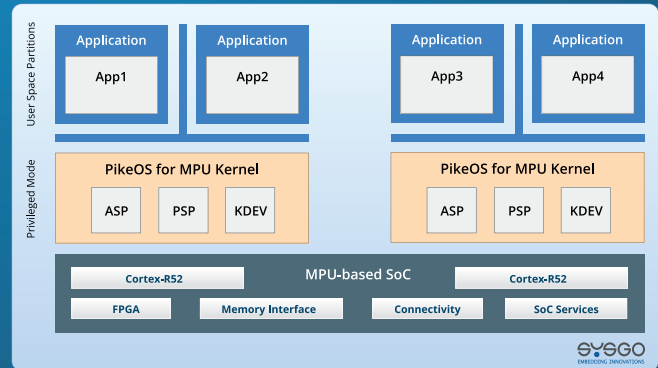 User Space Partitions
Application
Application
Application
Application
App1
App2
App3
App4
Privileged Mode
PikeOS for MPU Kernel
PikeOS for MPU Kernel
ASP
PSP
KDEV
ASP
PSP
KDEV
MPU-based SoC
Cortex-R52
Cortex-R52
FPGA
Memory Interface
Connectivity
SoC Services
SYSGO
EMBEDDING INNOVATIONS